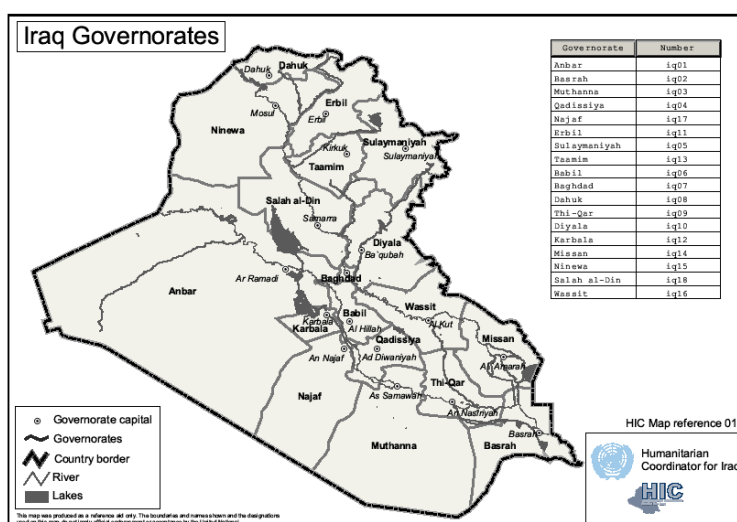 Iraq Governorates
Governorate Number
Anbar iq01
Basrah iq02
Muthanna iq03
Qadissiya iq04
Najaf iq17
Erbil iq11
Sulaymaniyah iq05
Taamim iq13
Babil iq06
Baghdad iq07
Dahuk iq08
Thi-Qar iq09
Diyala iq10
Karbala iq12
Missan iq14
Ninewa iq15
Salah al-Din iq18
Wassit iq16
Dahuk
Dahuk
Mosul
Erbil
Erbil
Ninewa
Sulaymaniyah
Kirkuk
Sulaymaniyah
Taamim
Salah al-Din
Samarra
Diyala
Ba'qubah
Ar Ramadi
Baghdad
Anbar
Wassit
Babil
Karbala
Karbala
Al Hillah
Al Kut
Qadissiya
Missan
An Najaf
Ad Diwaniyah
Al Amarah
Thi-Qar
As Samawah
Najaf
An Nasiriyah
Basrah
Muthanna
Basrah
Governorate capital
Governorates
Country border
River
Lakes
HIC Map reference 01
Humanitarian
Coordinator for Iraq
HIC
This map was produced as a reference aid only. The boundaries and names shown and the designations